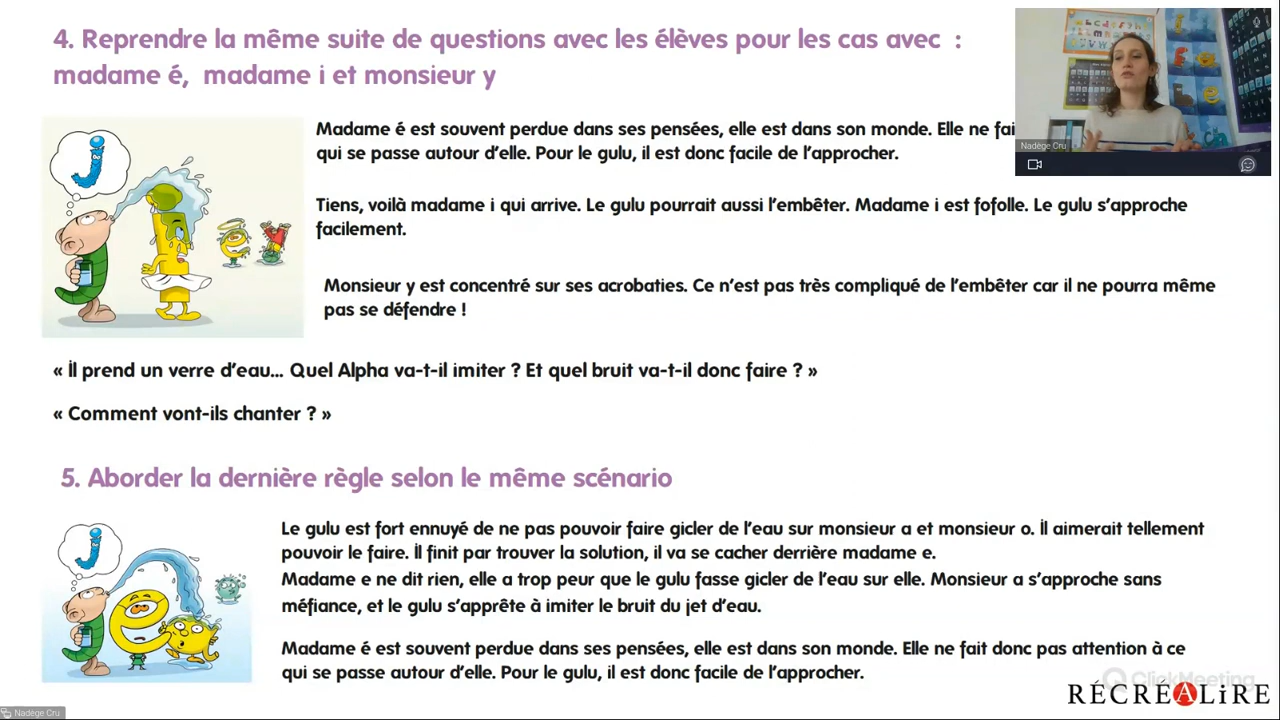 4. Reprendre la même suite de questions avec les élèves pour les cas avec :
madame é, madame i et monsieur y
Madame é est souvent perdue dans ses pensées, elle est dans son monde. Elle ne fai
qui se passe autour d'elle. Pour le gulu, il est donc facile de l'approcher.
Nadège Cru
Tiens, voilà madame i qui arrive. Le gulu pourrait aussi l'embêter. Madame i est fofolle. Le gulu s'approche
facilement.
Monsieur y est concentré sur ses acrobaties. Ce n'est pas très compliqué de l'embêter car il ne pourra même
pas se défendre !
« Il prend un verre d'eau... Quel Alpha va-t-il imiter ? Et quel bruit va-t-il donc faire ? »
« Comment vont-ils chanter ? »
5. Aborder la dernière règle selon le même scénario
Le gulu est fort ennuyé de ne pas pouvoir faire gicler de l'eau sur monsieur a et monsieur o. Il aimerait tellement
pouvoir le faire. Il finit par trouver la solution, il va se cacher derrière madame e.
Madame e ne dit rien, elle a trop peur que le gulu fasse gicler de l'eau sur elle. Monsieur a s'approche sans
méfiance, et le gulu s'apprête à imiter le bruit du jet d'eau.
Madame é est souvent perdue dans ses pensées, elle est dans son monde. Elle ne fait donc pas attention à ce
qui se passe autour d'elle. Pour le gulu, il est donc facile de l'approcher.
ClickMeeting
RÉCRÉALiRE
Nadège Cru